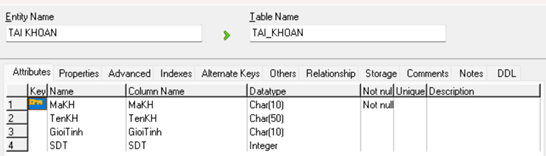 Entity Name Table Name
TAI KHOAN TAI_KHOAN
Attributes Properties Advanced Indexes Alternate Keys Others Relationship Storage Comments Notes DDL
Key Name Column Name Datatype Not nul Unique Description
1 MaKH MaKH Char(10) Not null
2 TenKH TenKH Char(50)
3 GioiTinh GioiTinh Char(10)
4 SDT SDT Integer